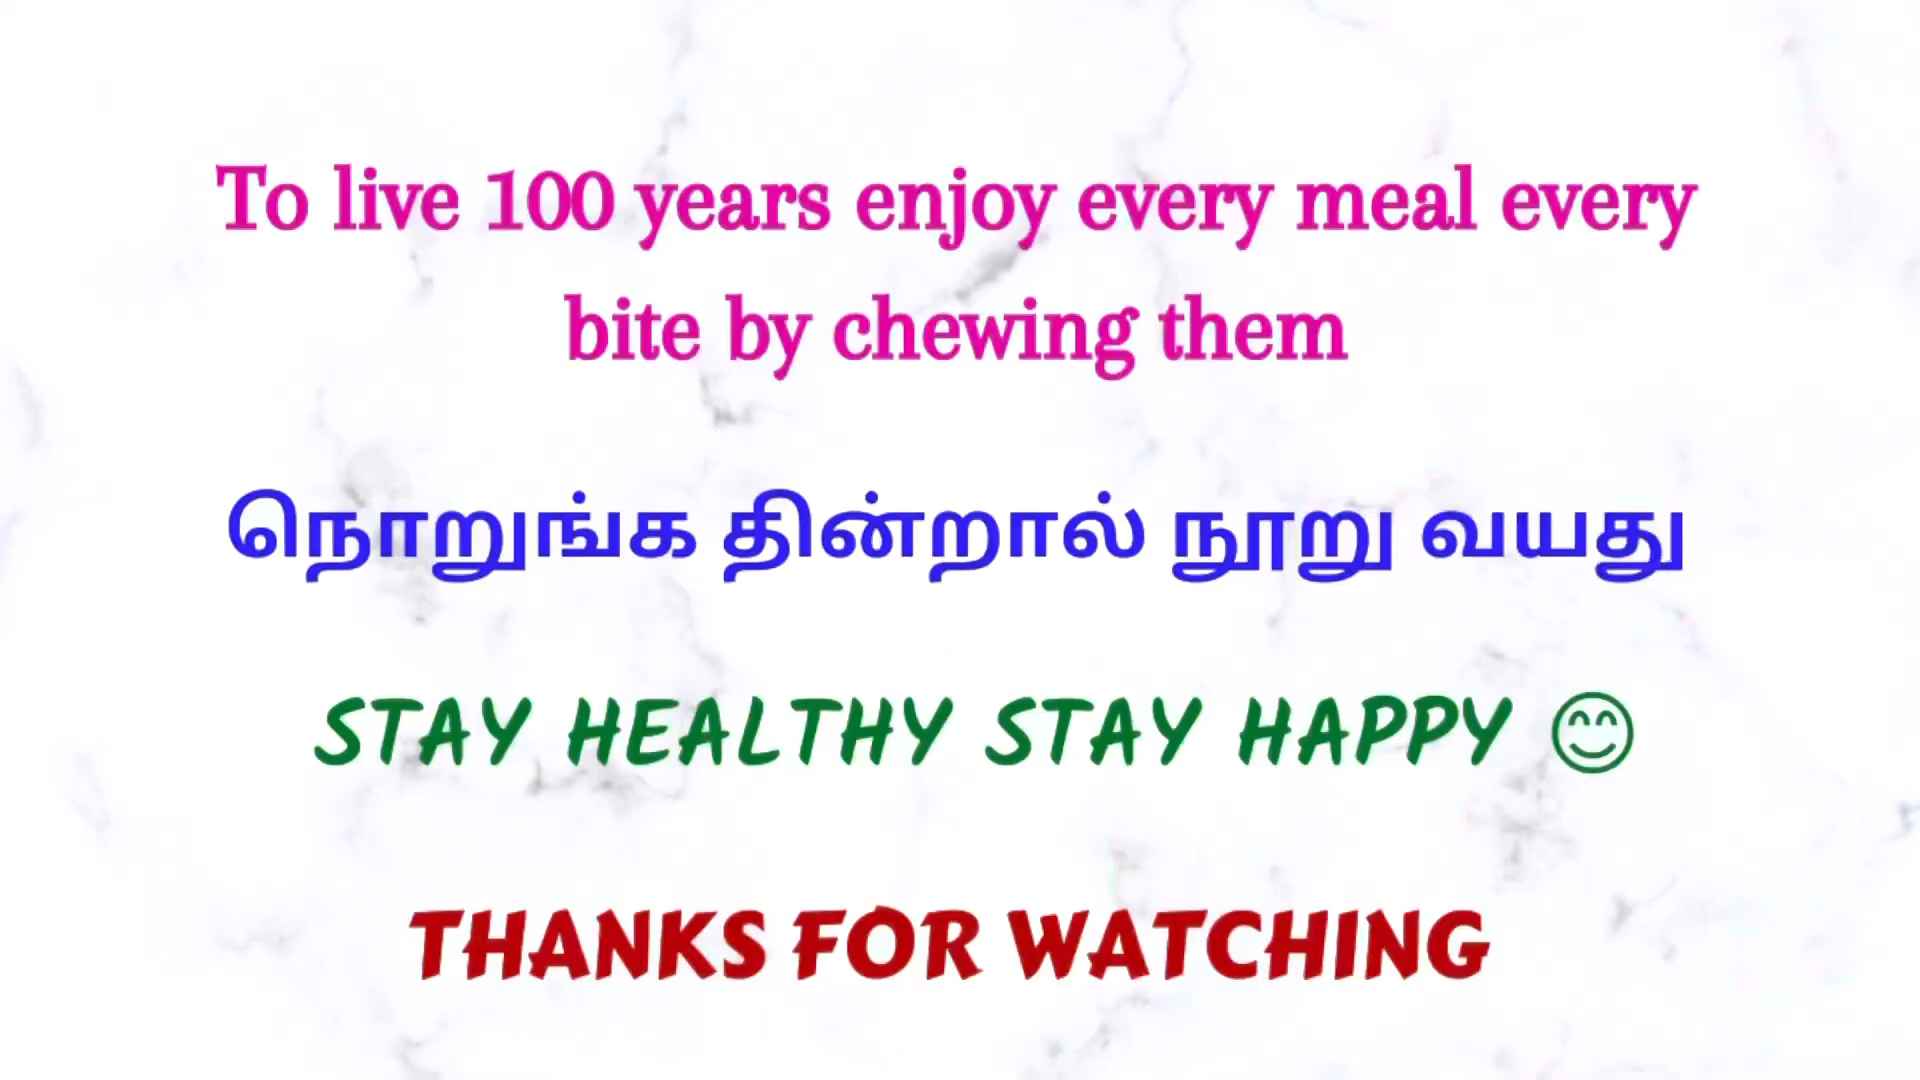 To live 100 years enjoy every meal every
bite by chewing them
நொறுங்க தின்றால் நூறு வயது
STAY HEALTHY STAY HAPPY 😊
THANKS FOR WATCHING